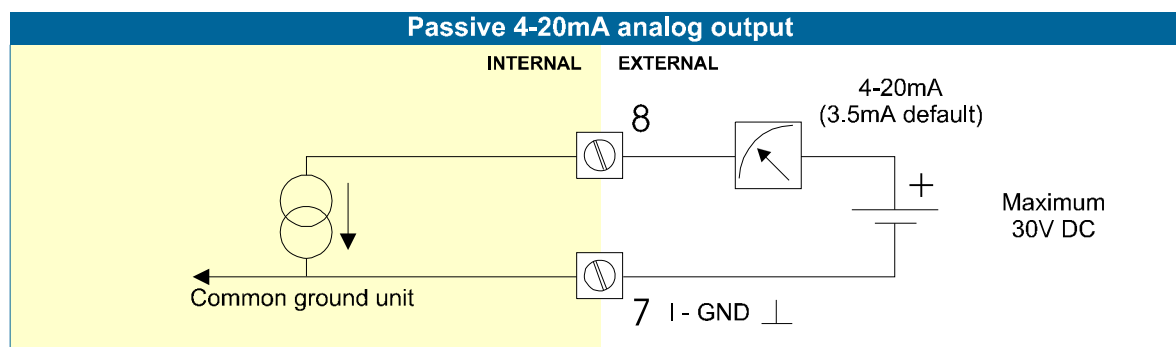 Passive 4-20mA analog output
INTERNAL EXTERNAL
8
4-20mA
(3.5mA default)
+
Maximum
30V DC
Common ground unit
7 I - GND